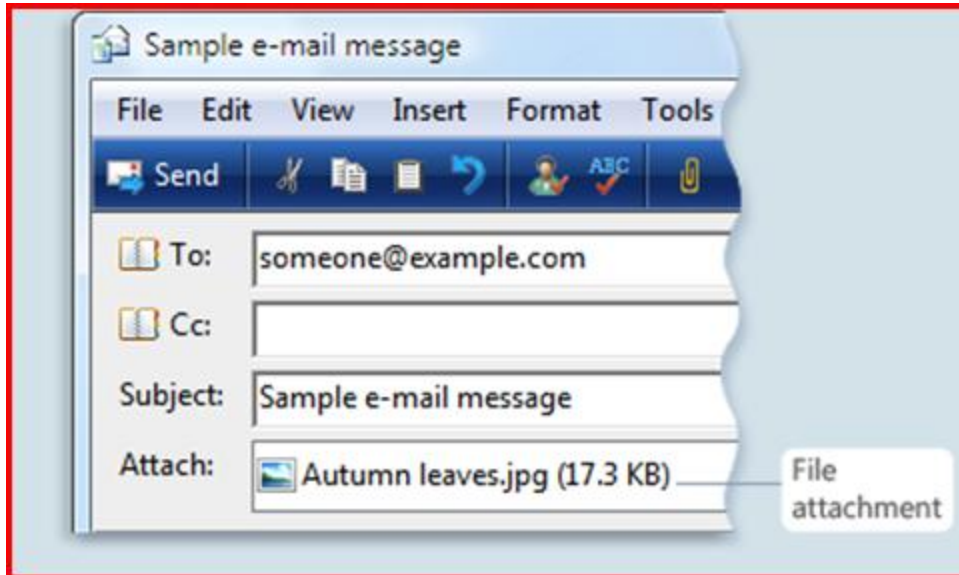 Sample e-mail message
File Edit View Insert Format Tools
Send ABC
To: someone@example.com
Cc:
Subject: Sample e-mail message
Attach: Autumn leaves.jpg (17.3 KB)
File
attachment